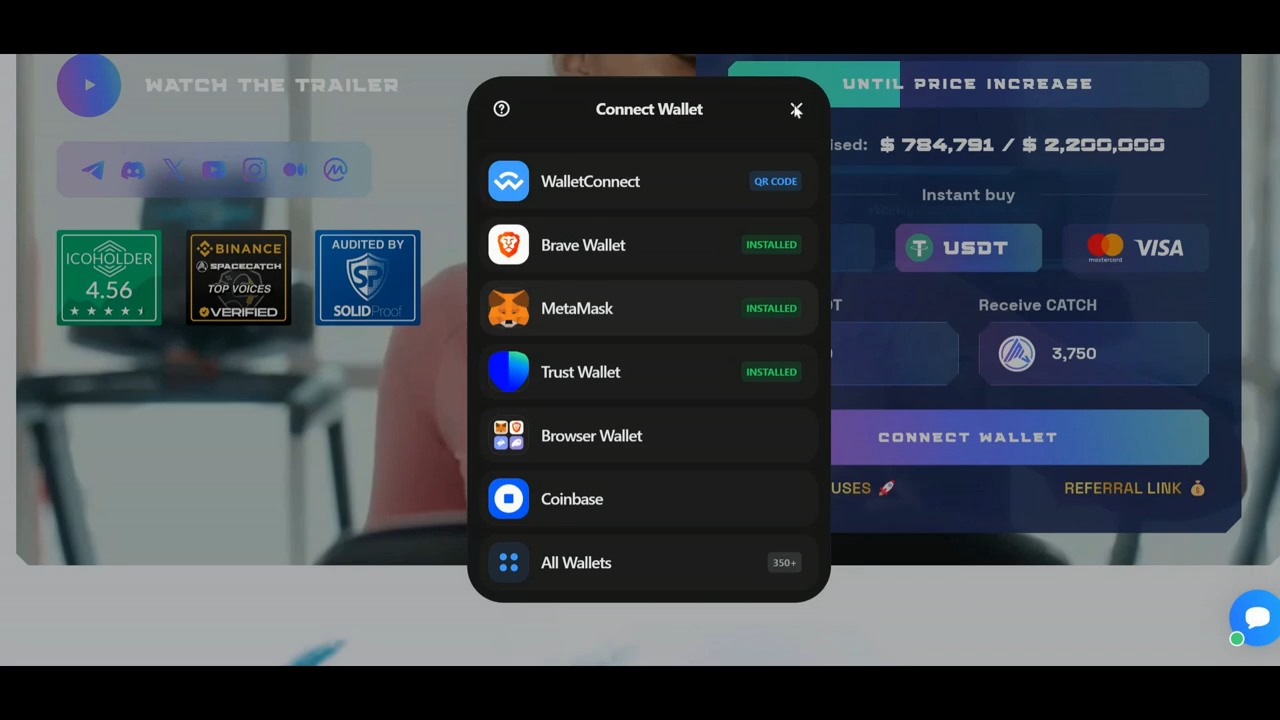 WATCH THE TRAILER
ICOHOLDER
4.56
BINANCE
SPACECATCH
TOP VOICES
VERIFIED
AUDITED BY
SP
SOLIDProof
Connect Wallet
WalletConnect
QR CODE
Brave Wallet
INSTALLED
MetaMask
INSTALLED
Trust Wallet
INSTALLED
Browser Wallet
Coinbase
All Wallets
350+
UNTIL PRICE INCREASE
ised: $ 784,791 / $ 2,200,000
Instant buy
USDT
mastercard
VISA
Receive CATCH
3,750
CONNECT WALLET
USES 🚀
REFERRAL LINK 💰